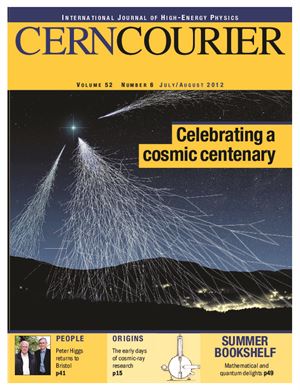 INTERNATIONAL JOURNAL OF HIGH-ENERGY PHYSICS
CERNCOURIER
VOLUME 52 NUMBER 6 JULY/AUGUST 2012
Celebrating a
cosmic centenary
PEOPLE
Peter Higgs
returns to
Bristol
p41
ORIGINS
The early days
of cosmic-ray
research
p15
SUMMER
BOOKSHELF
Mathematical and
quantum delights p49